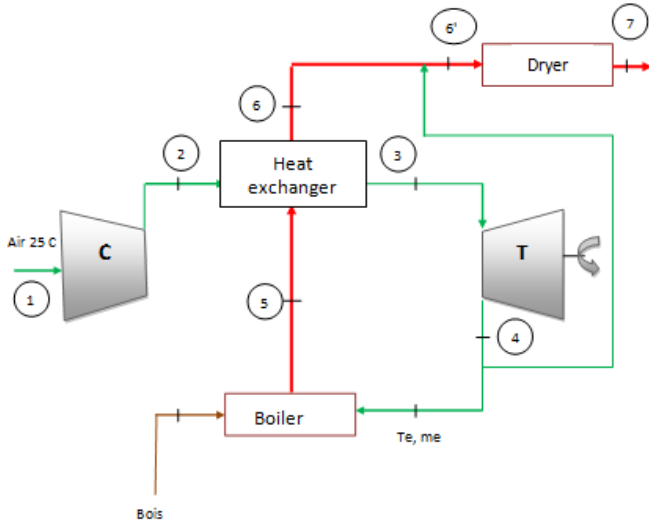 6'
7
Dryer
6
2
3
Heat
exchanger
Air 25 C
C
T
1
5
4
Boiler
Te, me
Bois